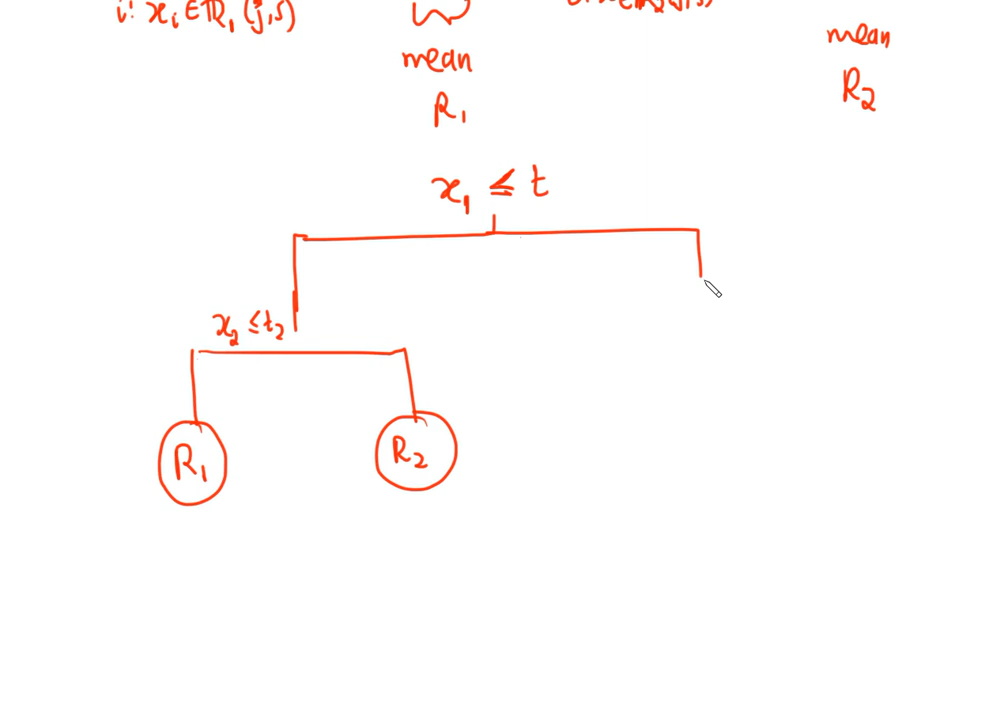 i: xᵢ ∈ R₁ (j,s)
mean
mean
R₁
R₂
x₁ ≤ t
x₂ ≤ t₂
R₁
R₂